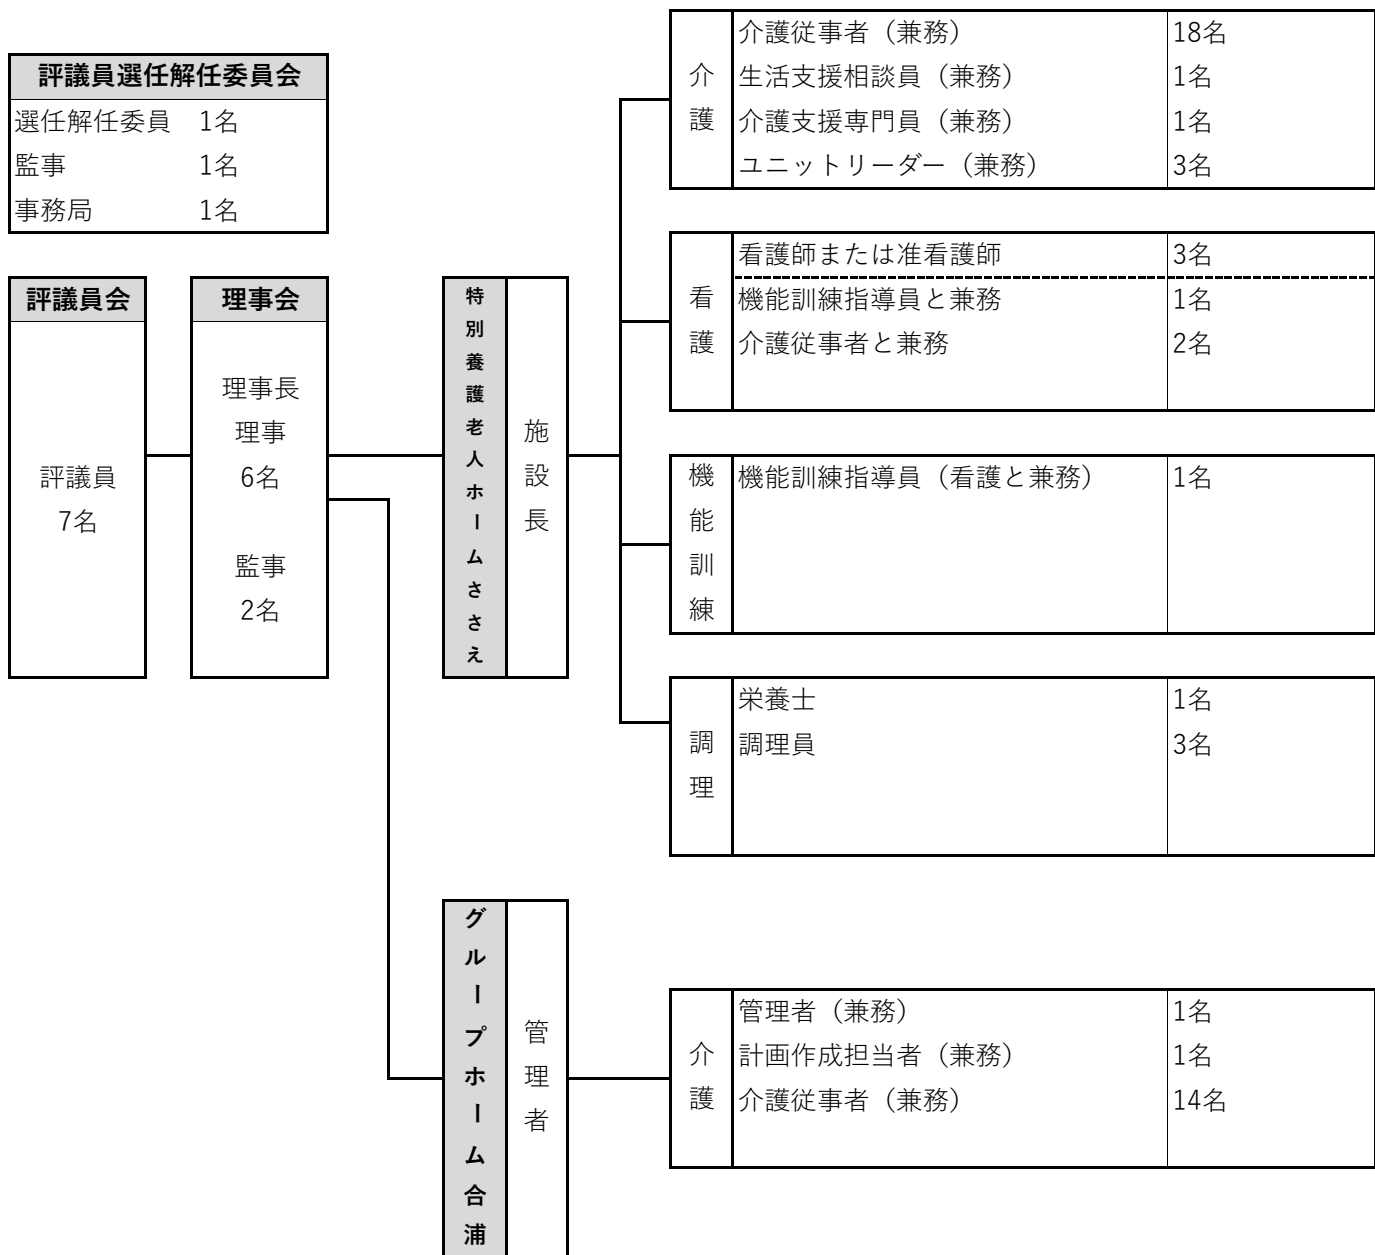 評議員選任解任委員会
選任解任委員 1名
監事 1名
事務局 1名
評議員会
評議員
7名
理事会
理事長
理事
6名
監事
2名
特別養護老人ホームささえ
施設長
介護
介護従事者（兼務） 18名
生活支援相談員（兼務） 1名
介護支援専門員（兼務） 1名
ユニットリーダー（兼務） 3名
看護
看護師または准看護師 3名
機能訓練指導員と兼務 1名
介護従事者と兼務 2名
機能訓練
機能訓練指導員（看護と兼務） 1名
調理
栄養士 1名
調理員 3名
グループホーム合浦
管理者
介護
管理者（兼務） 1名
計画作成担当者（兼務） 1名
介護従事者（兼務） 14名